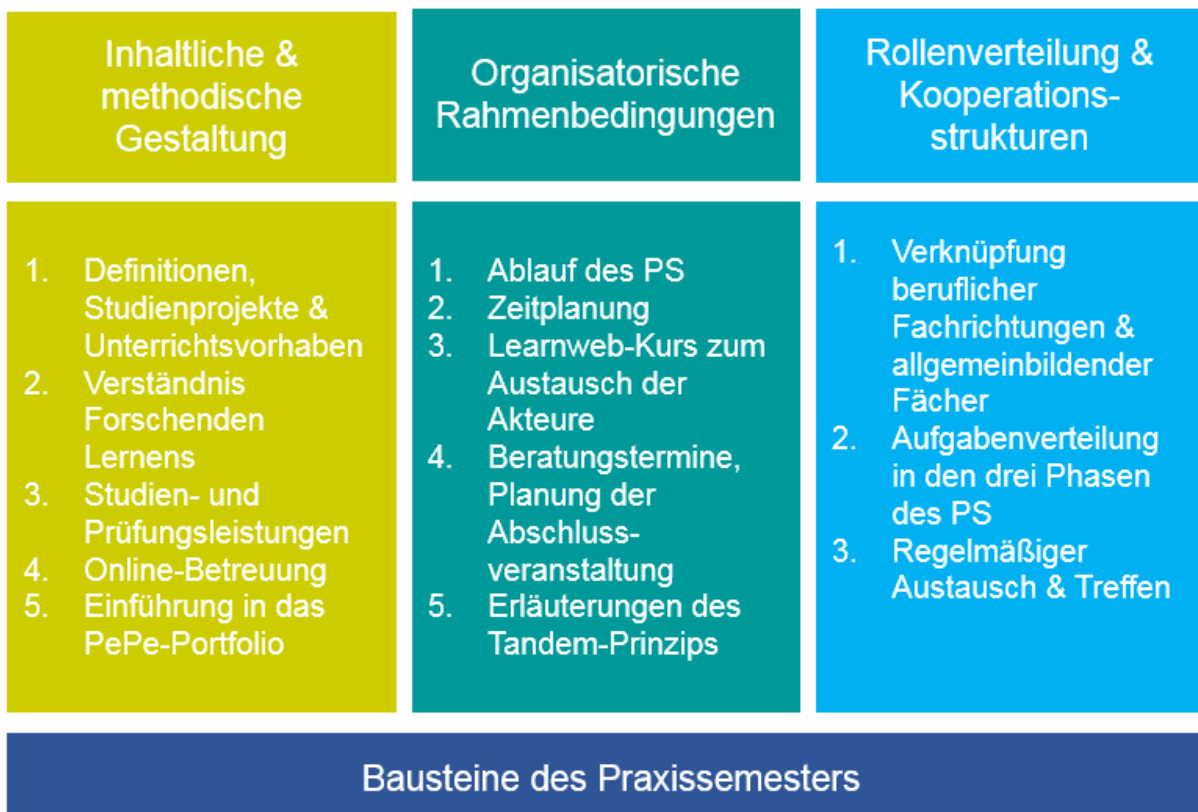 Inhaltliche &
methodische
Gestaltung
Organisatorische
Rahmenbedingungen
Rollenverteilung &
Kooperations-
strukturen
1. Definitionen,
Studienprojekte &
Unterrichtsvorhaben
2. Verständnis
Forschenden
Lernens
3. Studien- und
Prüfungsleistungen
4. Online-Betreuung
5. Einführung in das
PePe-Portfolio
1. Ablauf des PS
2. Zeitplanung
3. Learnweb-Kurs zum
Austausch der
Akteure
4. Beratungstermine,
Planung der
Abschluss-
veranstaltung
5. Erläuterungen des
Tandem-Prinzips
1. Verknüpfung
beruflicher
Fachrichtungen &
allgemeinbildender
Fächer
2. Aufgabenverteilung
in den drei Phasen
des PS
3. Regelmäßiger
Austausch & Treffen
Bausteine des Praxissemesters